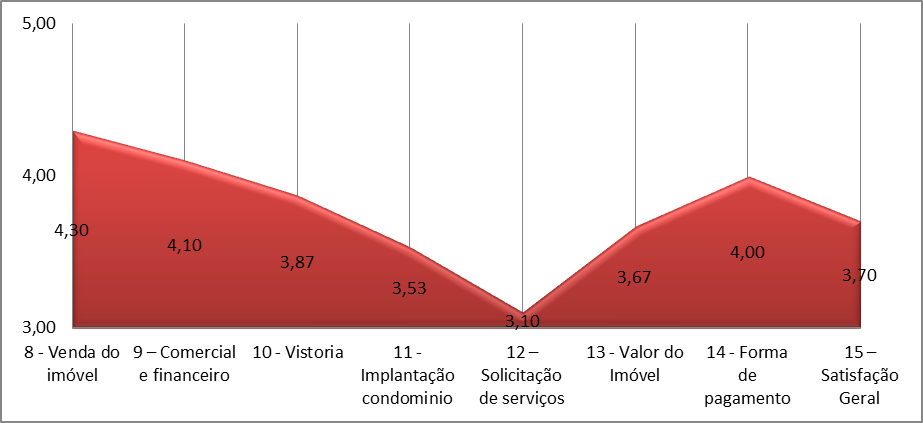 5,00
4,00
3,00
4,30
4,10
3,87
3,53
3,10
3,67
4,00
3,70
8 - Venda do
imóvel
9 – Comercial
e financeiro
10 - Vistoria
11 -
Implantação
condominio
12 –
Solicitação
de serviços
13 - Valor do
Imóvel
14 - Forma
de
pagamento
15 –
Satisfação
Geral